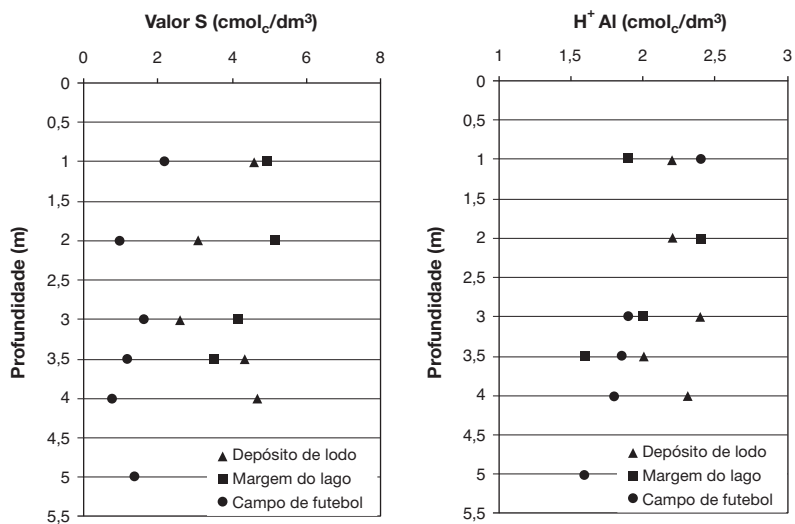 Valor S (cmolc/dm³)
0 2 4 6 8
0
0,5
1
1,5
2
2,5
3
3,5
4
4,5
5
5,5
Profundidade (m)
Depósito de lodo
Margem do lago
Campo de futebol
H⁺ Al (cmolc/dm³)
1 1,5 2 2,5 3
0
0,5
1
1,5
2
2,5
3
3,5
4
4,5
5
5,5
Profundidade (m)
Depósito de lodo
Margem do lago
Campo de futebol